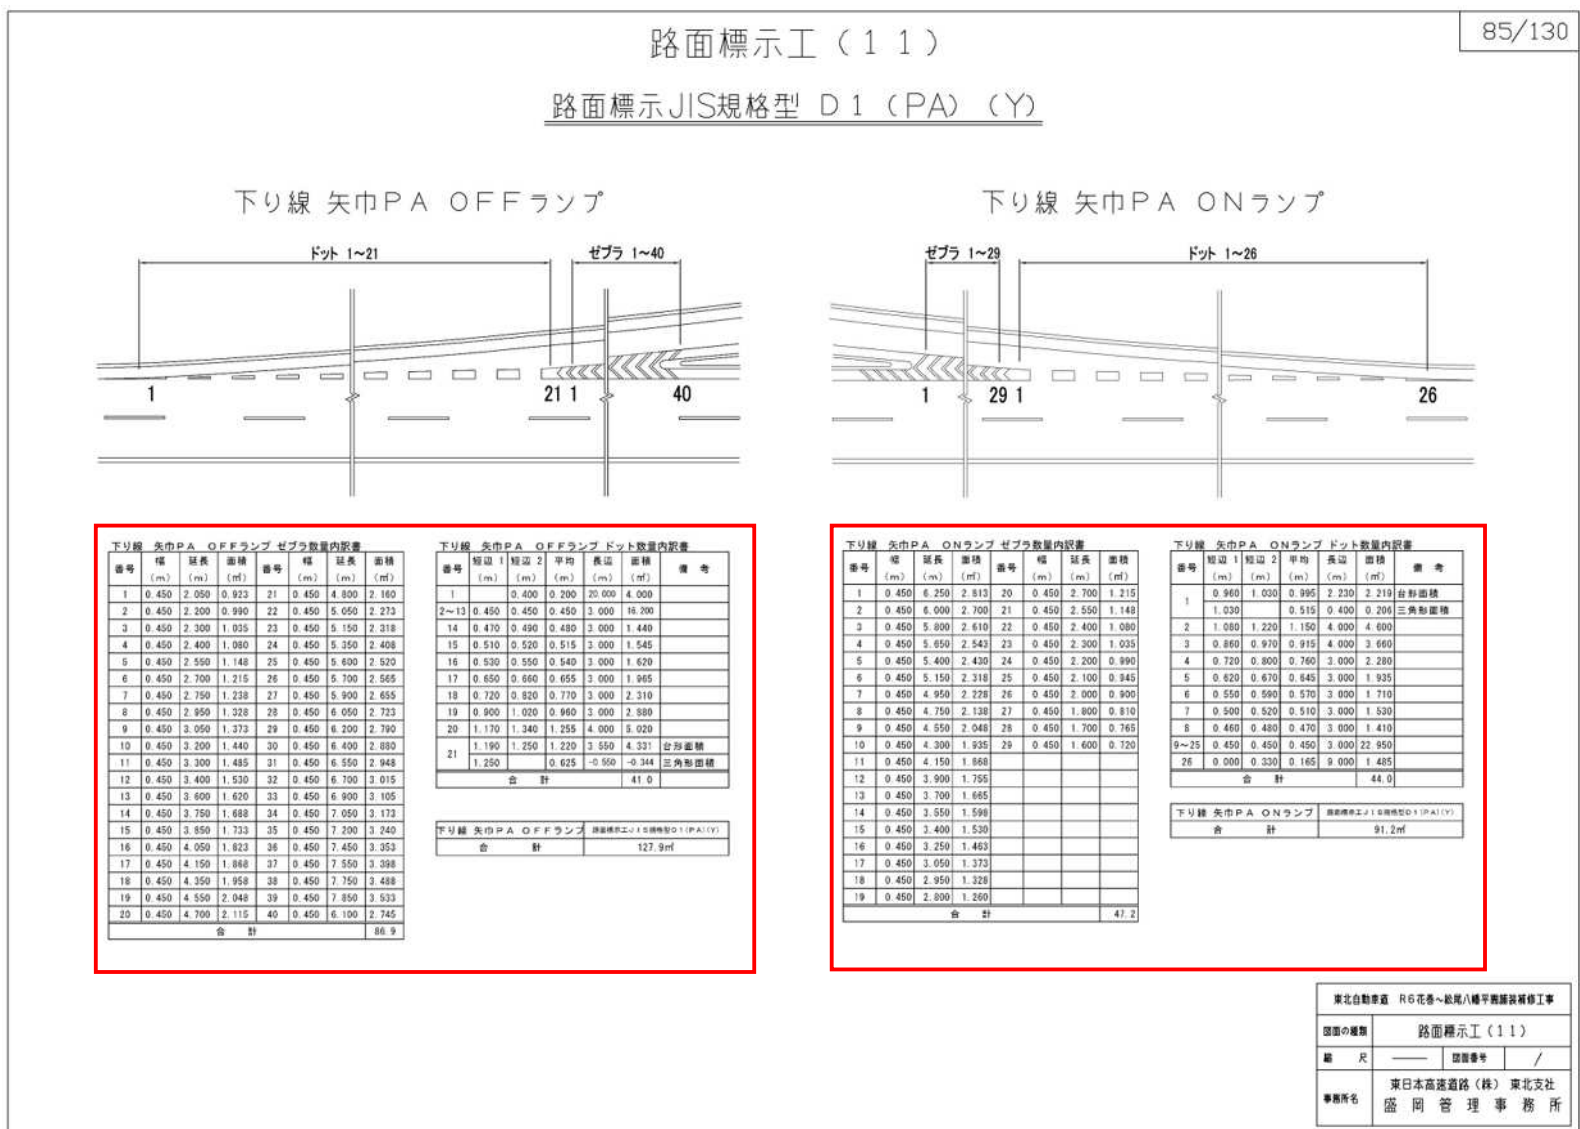 85/130
路面標示工（１１）
路面標示JIS規格型 Ｄ１（PA）（Y）
下り線 矢巾ＰＡ ＯＦＦランプ
下り線 矢巾ＰＡ ＯＮランプ
ドット 1～21
ゼブラ 1～40
ゼブラ 1～29
ドット 1～26
1
21 1
40
1
29 1
26
下り線 矢巾ＰＡ ＯＦＦランプ ゼブラ数量内訳書
番号 幅（m） 延長（m） 面積（㎡） 番号 幅（m） 延長（m） 面積（㎡）
1 0.450 2.050 0.923 21 0.450 4.800 2.160
2 0.450 2.200 0.990 22 0.450 5.050 2.273
3 0.450 2.300 1.035 23 0.450 5.150 2.318
4 0.450 2.400 1.080 24 0.450 5.350 2.408
5 0.450 2.550 1.148 25 0.450 5.600 2.520
6 0.450 2.700 1.215 26 0.450 5.700 2.565
7 0.450 2.750 1.238 27 0.450 5.900 2.655
8 0.450 2.950 1.328 28 0.450 6.050 2.723
9 0.450 3.050 1.373 29 0.450 6.200 2.790
10 0.450 3.200 1.440 30 0.450 6.400 2.880
11 0.450 3.300 1.485 31 0.450 6.550 2.948
12 0.450 3.400 1.530 32 0.450 6.700 3.015
13 0.450 3.600 1.620 33 0.450 6.900 3.105
14 0.450 3.750 1.688 34 0.450 7.050 3.173
15 0.450 3.850 1.733 35 0.450 7.200 3.240
16 0.450 4.050 1.823 36 0.450 7.450 3.353
17 0.450 4.150 1.868 37 0.450 7.550 3.398
18 0.450 4.350 1.958 38 0.450 7.750 3.488
19 0.450 4.550 2.048 39 0.450 7.850 3.533
20 0.450 4.700 2.115 40 0.450 6.100 2.745
合 計 86.9
下り線 矢巾ＰＡ ＯＦＦランプ ドット数量内訳書
番号 短辺１（m） 短辺２（m） 平均（m） 長辺（m） 面積（㎡） 備 考
1 0.400 0.200 20.000 4.000
2～13 0.450 0.450 0.450 3.000 16.200
14 0.470 0.490 0.480 3.000 1.440
15 0.510 0.520 0.515 3.000 1.545
16 0.530 0.550 0.540 3.000 1.620
17 0.650 0.660 0.655 3.000 1.965
18 0.720 0.820 0.770 3.000 2.310
19 0.900 1.020 0.960 3.000 2.880
20 1.170 1.340 1.255 4.000 5.020
21 1.190 1.250 1.220 3.550 4.331 台形面積
1.250 0.625 -0.550 -0.344 三角形面積
合 計 41.0
下り線 矢巾ＰＡ ＯＦＦランプ 路面標示工ＪＩＳ規格型Ｄ１(ＰＡ)(Ｙ)
合 計 127.9㎡
下り線 矢巾ＰＡ ＯＮランプ ゼブラ数量内訳書
番号 幅（m） 延長（m） 面積（㎡） 番号 幅（m） 延長（m） 面積（㎡）
1 0.450 6.250 2.813 20 0.450 2.700 1.215
2 0.450 6.000 2.700 21 0.450 2.550 1.148
3 0.450 5.800 2.610 22 0.450 2.400 1.080
4 0.450 5.650 2.543 23 0.450 2.300 1.035
5 0.450 5.400 2.430 24 0.450 2.200 0.990
6 0.450 5.150 2.318 25 0.450 2.100 0.945
7 0.450 4.950 2.228 26 0.450 2.000 0.900
8 0.450 4.750 2.138 27 0.450 1.800 0.810
9 0.450 4.550 2.048 28 0.450 1.700 0.765
10 0.450 4.300 1.935 29 0.450 1.600 0.720
11 0.450 4.150 1.868
12 0.450 3.900 1.755
13 0.450 3.700 1.665
14 0.450 3.550 1.598
15 0.450 3.400 1.530
16 0.450 3.250 1.463
17 0.450 3.050 1.373
18 0.450 2.950 1.328
19 0.450 2.800 1.260
合 計 47.2
下り線 矢巾ＰＡ ＯＮランプ ドット数量内訳書
番号 短辺１（m） 短辺２（m） 平均（m） 長辺（m） 面積（㎡） 備 考
1 0.960 1.030 0.995 2.230 2.219 台形面積
1.030 0.515 0.400 0.206 三角形面積
2 1.080 1.220 1.150 4.000 4.600
3 0.860 0.970 0.915 4.000 3.660
4 0.720 0.800 0.760 3.000 2.280
5 0.620 0.670 0.645 3.000 1.935
6 0.550 0.590 0.570 3.000 1.710
7 0.500 0.520 0.510 3.000 1.530
8 0.460 0.480 0.470 3.000 1.410
9～25 0.450 0.450 0.450 3.000 22.950
26 0.000 0.330 0.165 9.000 1.485
合 計 44.0
下り線 矢巾ＰＡ ＯＮランプ 路面標示工ＪＩＳ規格型Ｄ１(ＰＡ)(Ｙ)
合 計 91.2㎡
東北自動車道 Ｒ６花巻～松尾八幡平間舗装補修工事
図面の種類 路面標示工（１１）
縮 尺 図面番号 /
事務所名 東日本高速道路（株） 東北支社
盛岡管理事務所